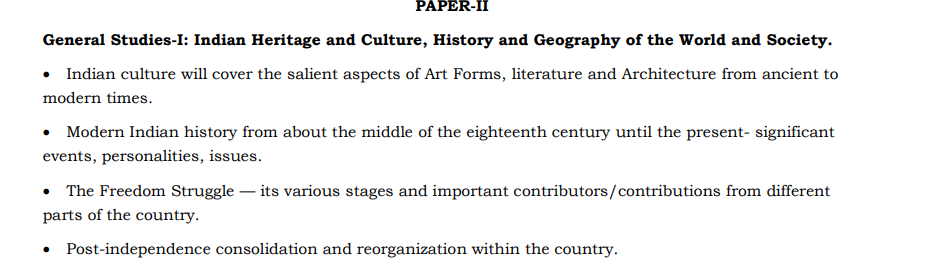 PAPER-II
General Studies-I: Indian Heritage and Culture, History and Geography of the World and Society.
• Indian culture will cover the salient aspects of Art Forms, literature and Architecture from ancient to
modern times.
• Modern Indian history from about the middle of the eighteenth century until the present- significant
events, personalities, issues.
• The Freedom Struggle — its various stages and important contributors/contributions from different
parts of the country.
• Post-independence consolidation and reorganization within the country.